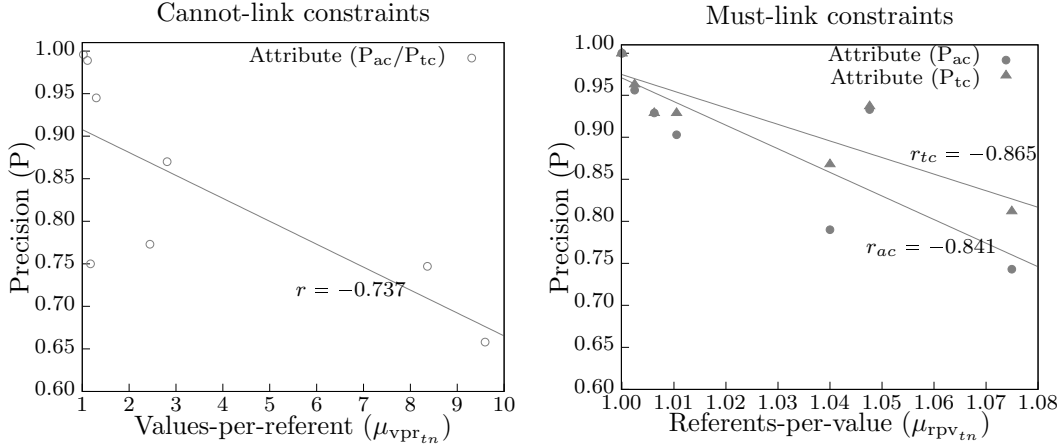 Cannot-link constraints
Attribute (P_ac/P_tc)
1.00
0.95
0.90
0.85
0.80
0.75
0.70
0.65
0.60
Precision (P)
r = −0.737
1 2 3 4 5 6 7 8 9 10
Values-per-referent (μ_vpr_tn)
Must-link constraints
Attribute (P_ac)
Attribute (P_tc)
1.00
0.95
0.90
0.85
0.80
0.75
0.70
0.65
0.60
Precision (P)
r_tc = −0.865
r_ac = −0.841
1.00 1.01 1.02 1.03 1.04 1.05 1.06 1.07 1.08
Referents-per-value (μ_rpv_tn)